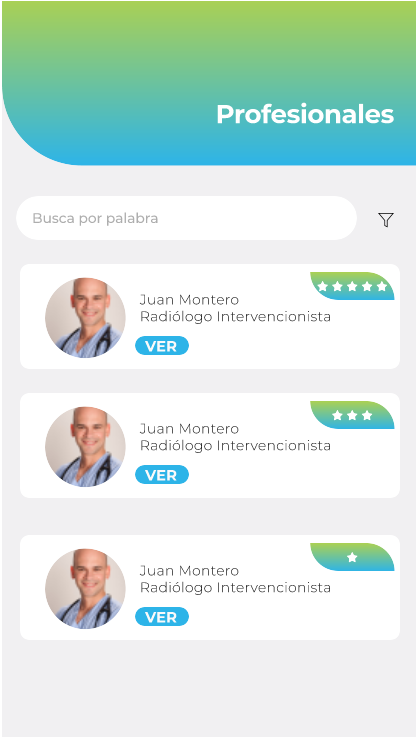 Profesionales
Busca por palabra
Juan Montero
Radiólogo Intervencionista
VER
Juan Montero
Radiólogo Intervencionista
VER
Juan Montero
Radiólogo Intervencionista
VER